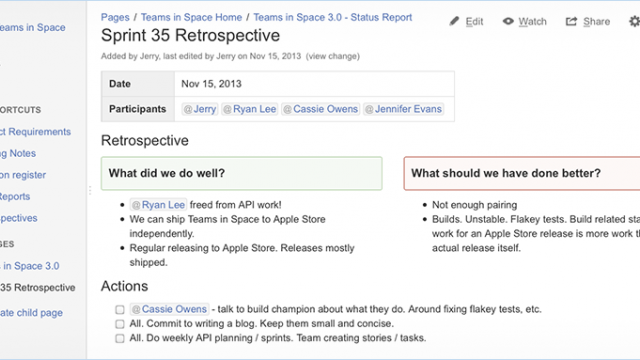 Pages / Teams in Space Home / Teams in Space 3.0 - Status Report
Edit Watch Share
Sprint 35 Retrospective
Added by Jerry, last edited by Jerry on Nov 15, 2013 (view change)
Date Nov 15, 2013
Participants @Jerry @Ryan Lee @Cassie Owens @Jennifer Evans
Retrospective
What did we do well?
• @Ryan Lee freed from API work!
• We can ship Teams in Space to Apple Store
independently.
• Regular releasing to Apple Store. Releases mostly
shipped.
What should we have done better?
• Not enough pairing
• Builds. Unstable. Flakey tests. Build related
work for an Apple Store release is more work
actual release itself.
Actions
@Cassie Owens - talk to build champion about what they do. Around fixing flakey tests, etc.
All. Commit to writing a blog. Keep them small and concise.
All. Do weekly API planning / sprints. Team creating stories / tasks.
eams in Space
ORTCUTS
ct Requirements
ng Notes
on register
Reports
spectives
GES
s in Space 3.0
35 Retrospective
ate child page